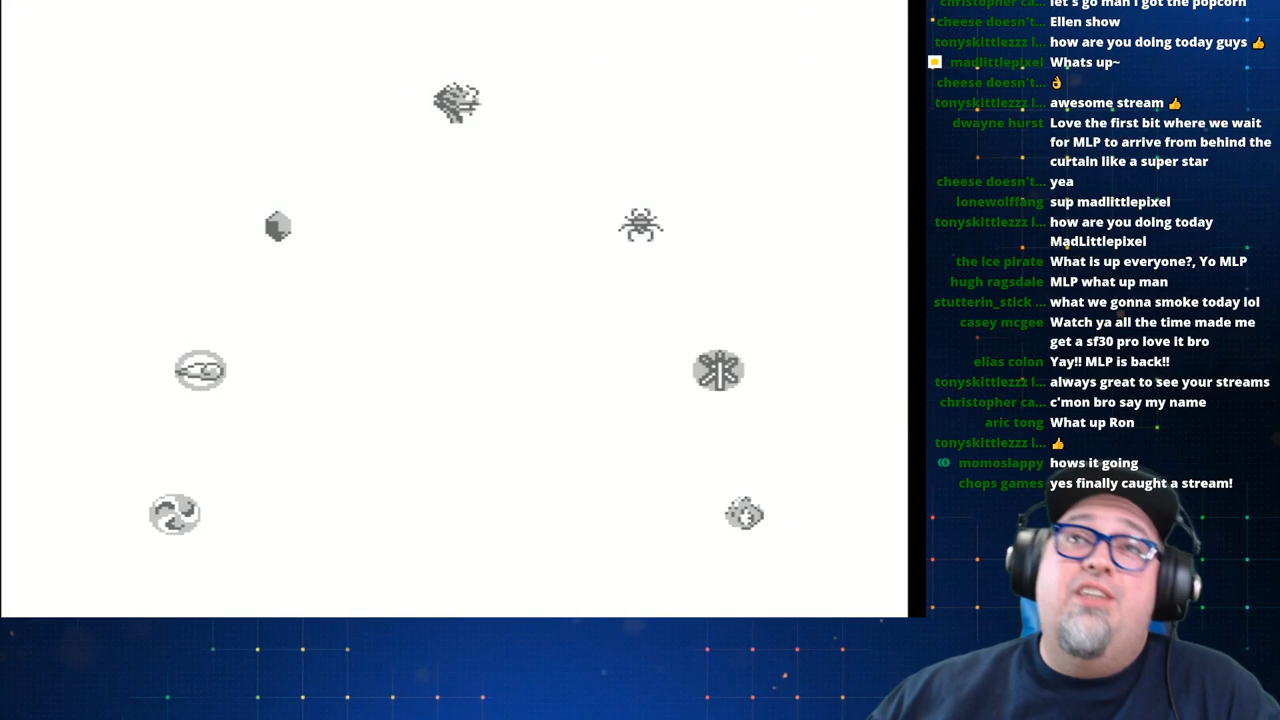 christopher ca... let's go man i got the popcorn
cheese doesn't... Ellen show
tonyskittlezzz l... how are you doing today guys 👍
madlittlepixel Whats up~
cheese doesn't... 👌
tonyskittlezzz l... awesome stream 👍
dwayne hurst Love the first bit where we wait
for MLP to arrive from behind the
curtain like a super star
cheese doesn't... yea
lonewolffang sup madlittlepixel
tonyskittlezzz l... how are you doing today
MadLittlepixel
the ice pirate What is up everyone?, Yo MLP
hugh ragsdale MLP what up man
stutterin_stick ... what we gonna smoke today lol
casey mcgee Watch ya all the time made me
get a sf30 pro love it bro
elias colon Yay!! MLP is back!!
tonyskittlezzz l... always great to see your streams
christopher ca... c'mon bro say my name
aric tong What up Ron
tonyskittlezzz l... 👍
momoslappy hows it going
chops games yes finally caught a stream!